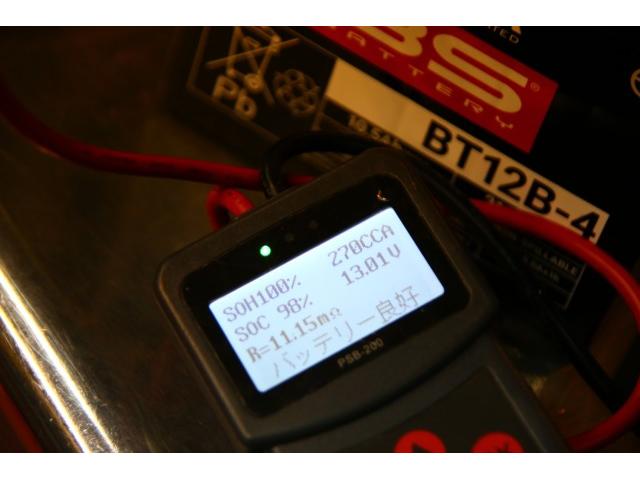 BS
BATTERY
Pb
BT12B-4
SOH100% 270CCA
SOC 98% 13.01V
R=11.15mΩ
バッテリー良好
PSB-200